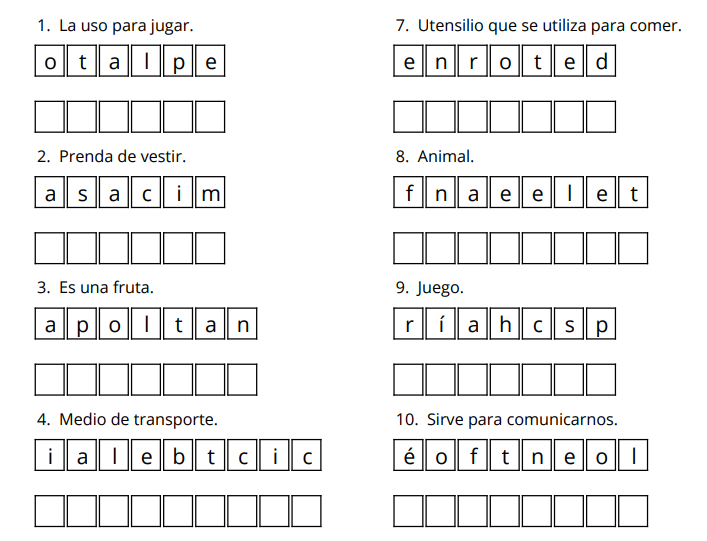 1. La uso para jugar.
o t a l p e
2. Prenda de vestir.
a s a c i m
3. Es una fruta.
a p o l t a n
4. Medio de transporte.
i a l e b t c i c
7. Utensilio que se utiliza para comer.
e n r o t e d
8. Animal.
f n a e e l e t
9. Juego.
r í a h c s p
10. Sirve para comunicarnos.
é o f t n e o l